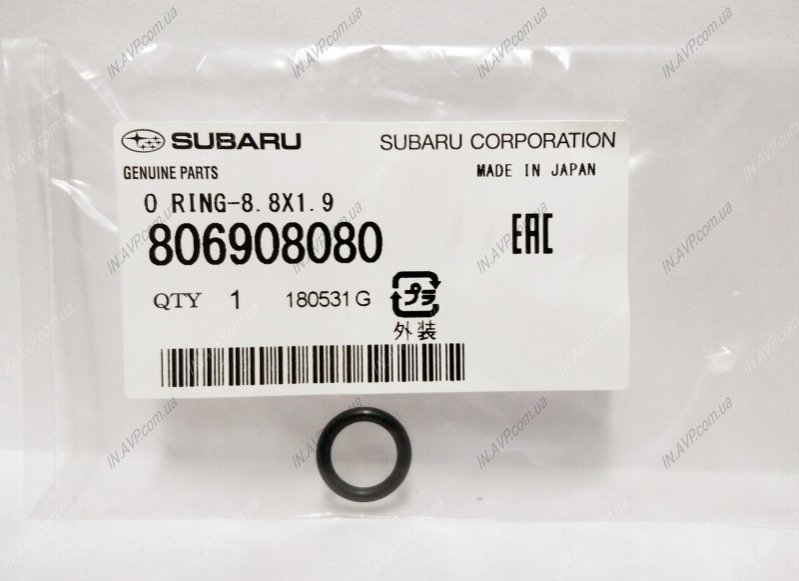 SUBARU SUBARU CORPORATION
GENUINE PARTS MADE IN JAPAN
O RING-8.8X1.9
806908080 EAC
QTY 1 180531G プラ
外装
IN.AVP.com.ua